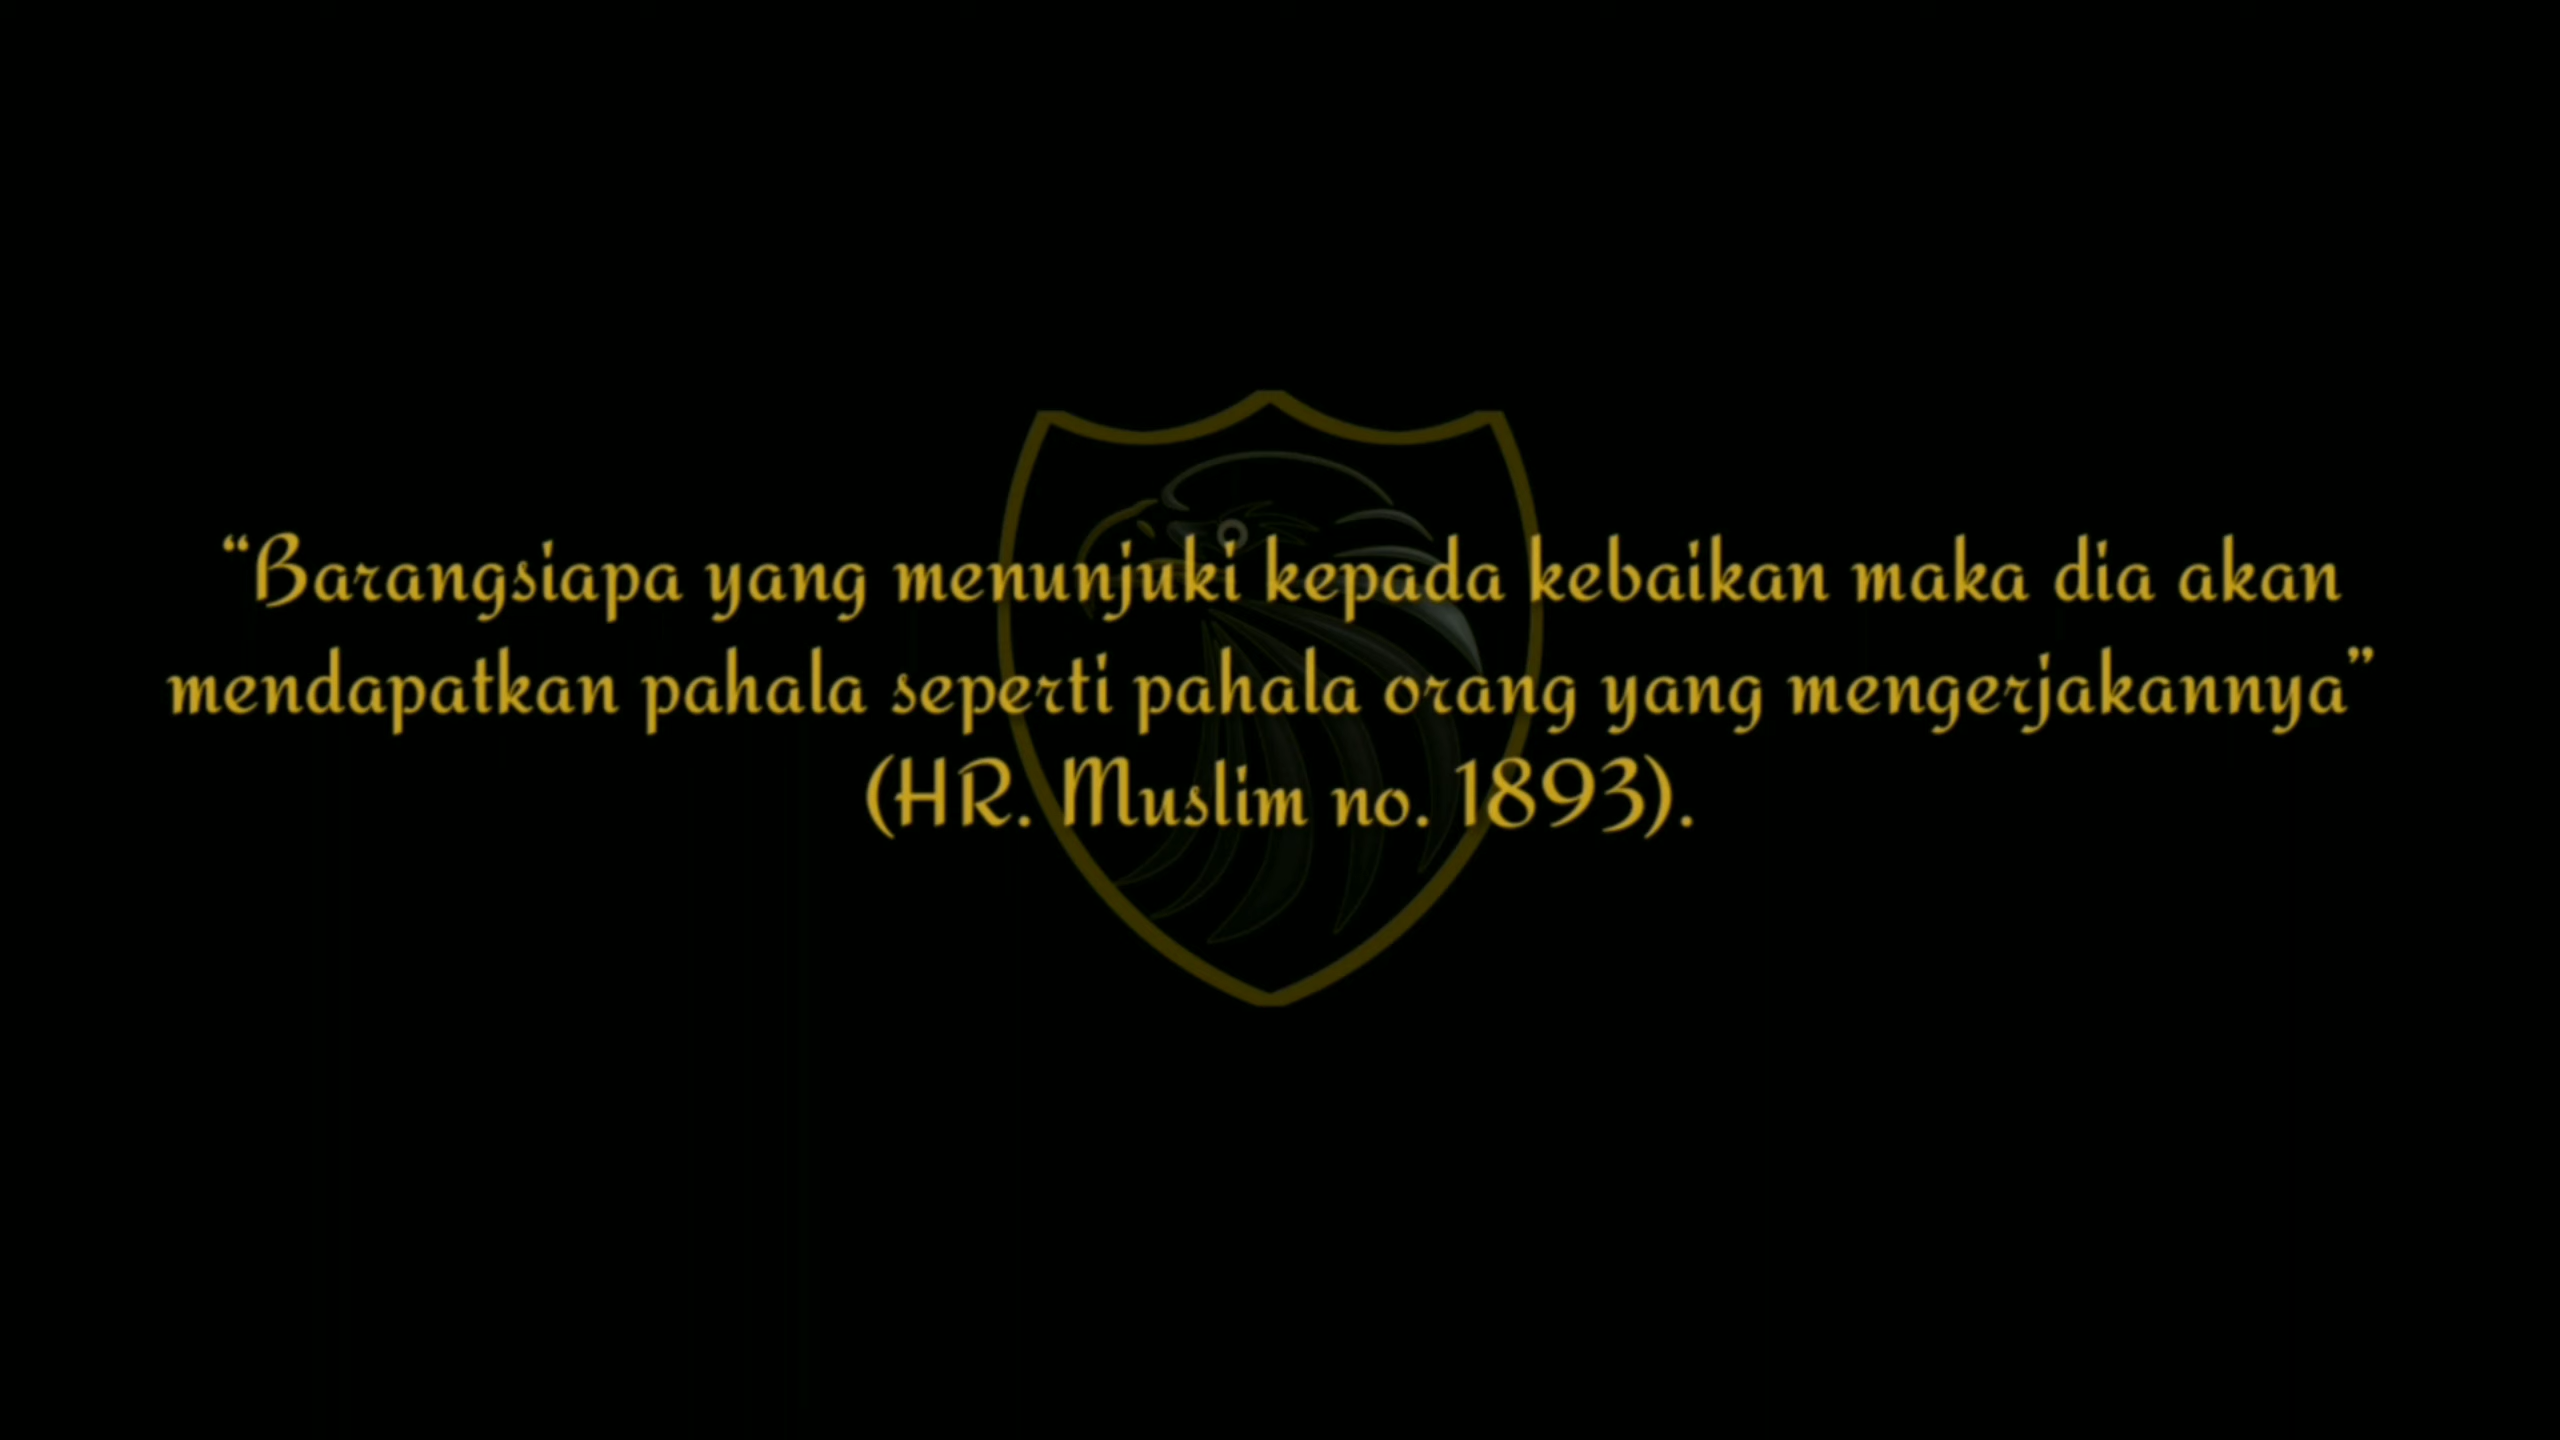 “Barangsiapa yang menunjuki kepada kebaikan maka dia akan
mendapatkan pahala seperti pahala orang yang mengerjakannya”
(HR. Muslim no. 1893).